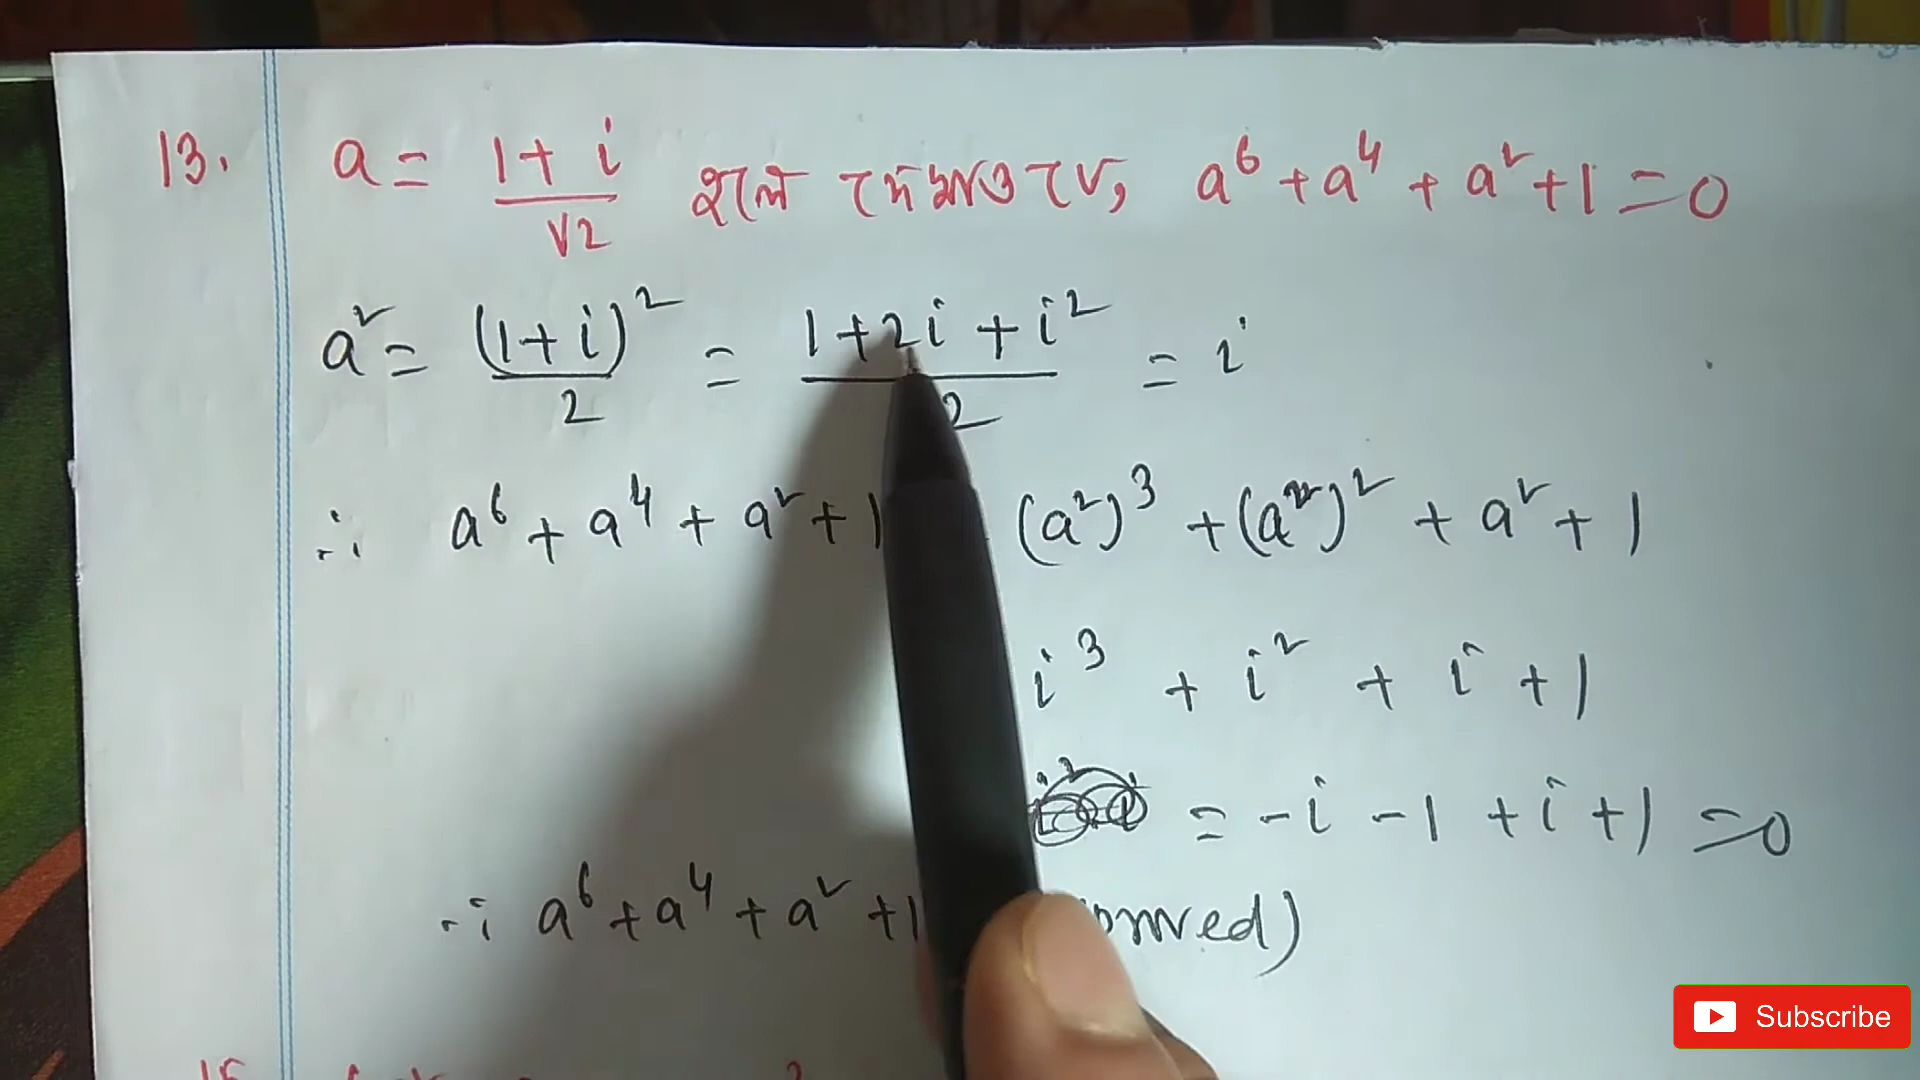 13. a = 1 + i / √2 হলে দেখাও যে, a⁶ + a⁴ + a² + 1 = 0
a² = (1 + i)² / 2 = 1 + 2i + i² / 2 = i
∴ a⁶ + a⁴ + a² + 1 (a²)³ + (a²)² + a² + 1
i³ + i² + i + 1
= -i - 1 + i + 1 = 0
∴ a⁶ + a⁴ + a² + 1
Subscribe